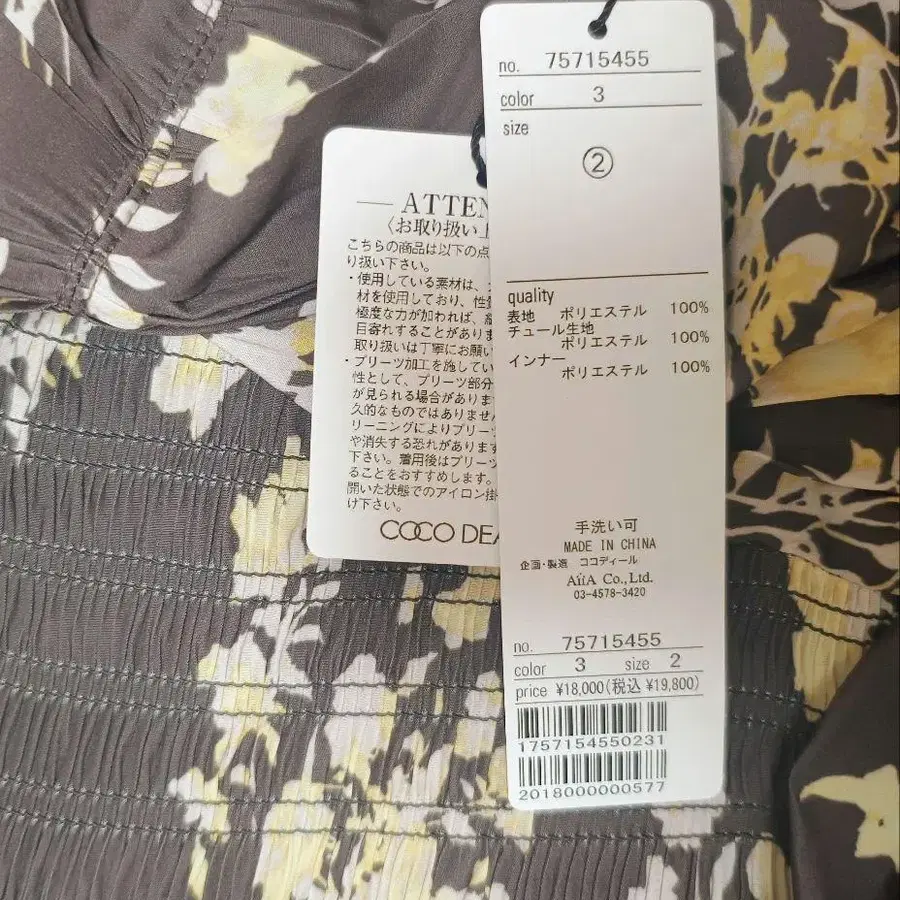 ATTEN
〈お取り扱い上
こちらの商品は以下の点
り扱い下さい。
・使用している素材は、
材を使用しており、性質
極度な力が加われば、
目寄れすることがありま
取り扱いは丁寧にお願い
・プリーツ加工を施してい
性として、プリーツ部分
が見られる場合がありま
久的なものではありません
リーニングによりプリーツ
や消失する恐れがあります
下さい。着用後はプリーツ
ることをおすすめします。
開いた状態でのアイロン掛
け下さい。
COCO DEA
no. 75715455
color 3
size
②
quality
表地 ポリエステル 100%
チュール生地
ポリエステル 100%
インナー
ポリエステル 100%
手洗い可
MADE IN CHINA
企画・製造 ココディール
AiiA Co.,Ltd.
03-4578-3420
no. 75715455
color 3 size 2
price ¥18,000(税込 ¥19,800)
1757154550231
2018000000577